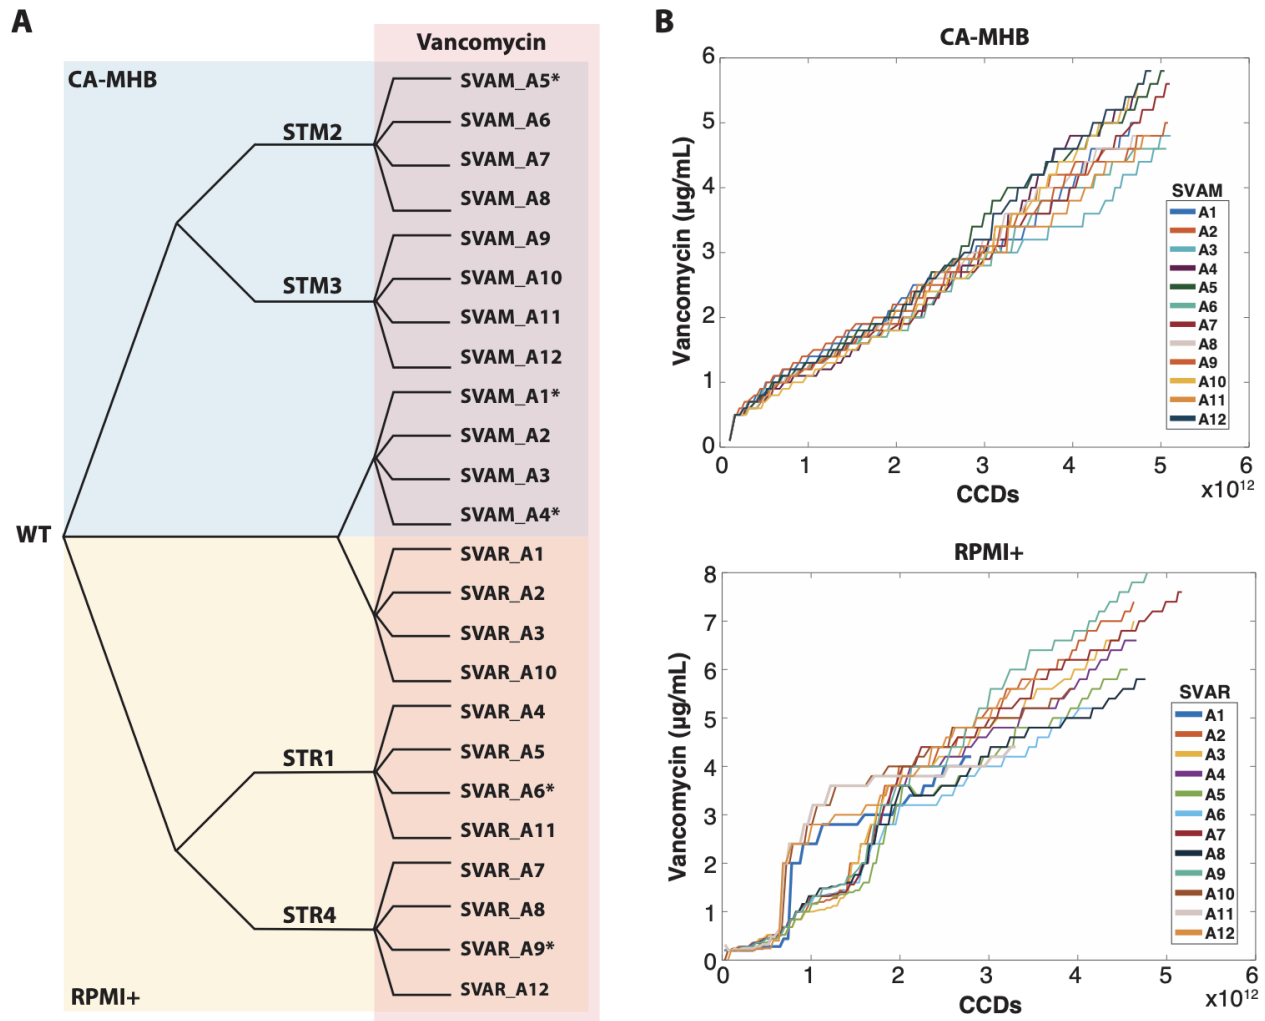 A
Vancomycin
CA-MHB
SVAM_A5*
STM2
SVAM_A6
SVAM_A7
SVAM_A8
SVAM_A9
STM3
SVAM_A10
SVAM_A11
SVAM_A12
SVAM_A1*
SVAM_A2
SVAM_A3
SVAM_A4*
WT
SVAR_A1
SVAR_A2
SVAR_A3
SVAR_A10
SVAR_A4
STR1
SVAR_A5
SVAR_A6*
SVAR_A11
SVAR_A7
STR4
SVAR_A8
SVAR_A9*
SVAR_A12
RPMI+
B
CA-MHB
Vancomycin (µg/mL)
6
5
4
3
2
1
0
0 1 2 3 4 5 6
CCDs
x10¹²
SVAM
A1
A2
A3
A4
A5
A6
A7
A8
A9
A10
A11
A12
RPMI+
Vancomycin (µg/mL)
8
7
6
5
4
3
2
1
0
0 1 2 3 4 5 6
CCDs
x10¹²
SVAR
A1
A2
A3
A4
A5
A6
A7
A8
A9
A10
A11
A12